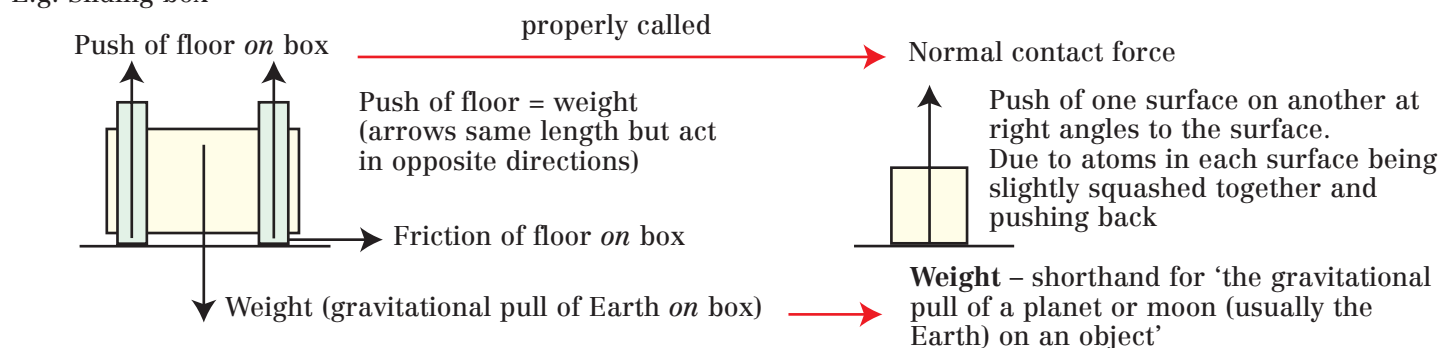 properly called
Push of floor on box
Normal contact force
Push of floor = weight
(arrows same length but act
in opposite directions)
Push of one surface on another at
right angles to the surface.
Due to atoms in each surface being
slightly squashed together and
pushing back
Friction of floor on box
Weight (gravitational pull of Earth on box)
Weight – shorthand for ‘the gravitational
pull of a planet or moon (usually the
Earth) on an object’